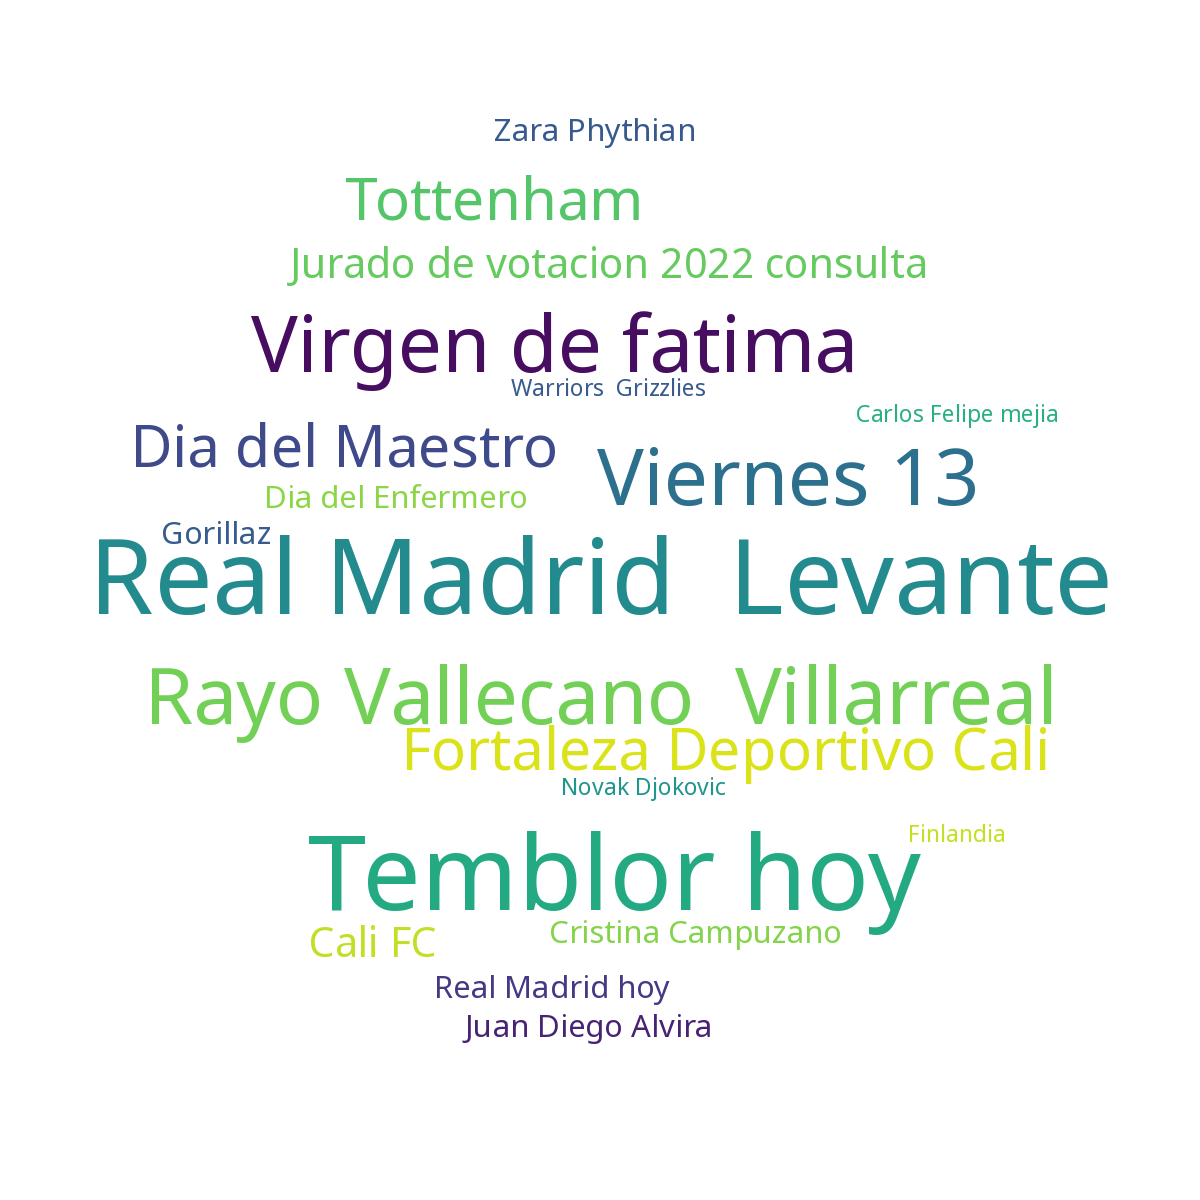 Zara Phythian
Tottenham
Jurado de votacion 2022 consulta
Virgen de fatima
Warriors  Grizzlies
Carlos Felipe mejia
Dia del Maestro
Viernes 13
Dia del Enfermero
Gorillaz
Real Madrid  Levante
Rayo Vallecano  Villarreal
Fortaleza Deportivo Cali
Novak Djokovic
Finlandia
Temblor hoy
Cristina Campuzano
Cali FC
Real Madrid hoy
Juan Diego Alvira